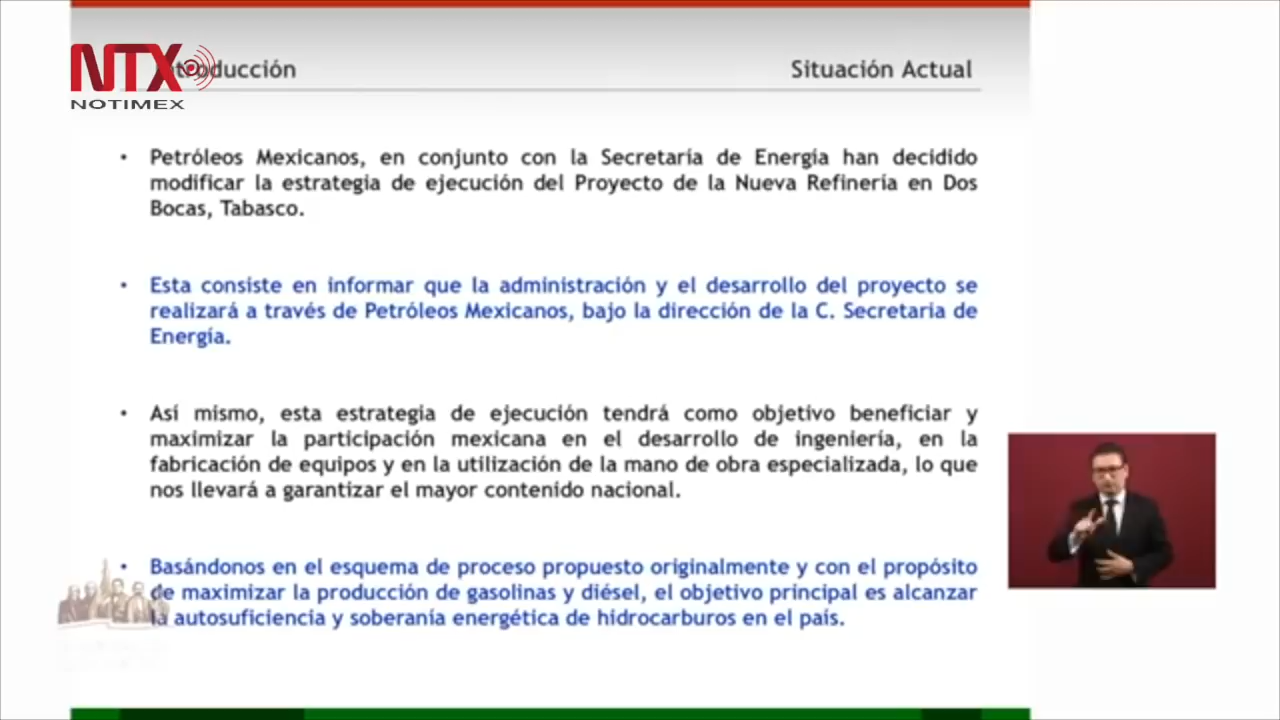 NTX
NOTIMEX
Introducción
Situación Actual
• Petróleos Mexicanos, en conjunto con la Secretaría de Energía han decidido
modificar la estrategia de ejecución del Proyecto de la Nueva Refinería en Dos
Bocas, Tabasco.
• Esta consiste en informar que la administración y el desarrollo del proyecto se
realizará a través de Petróleos Mexicanos, bajo la dirección de la C. Secretaria de
Energía.
• Así mismo, esta estrategia de ejecución tendrá como objetivo beneficiar y
maximizar la participación mexicana en el desarrollo de ingeniería, en la
fabricación de equipos y en la utilización de la mano de obra especializada, lo que
nos llevará a garantizar el mayor contenido nacional.
• Basándonos en el esquema de proceso propuesto originalmente y con el propósito
de maximizar la producción de gasolinas y diésel, el objetivo principal es alcanzar
la autosuficiencia y soberanía energética de hidrocarburos en el país.